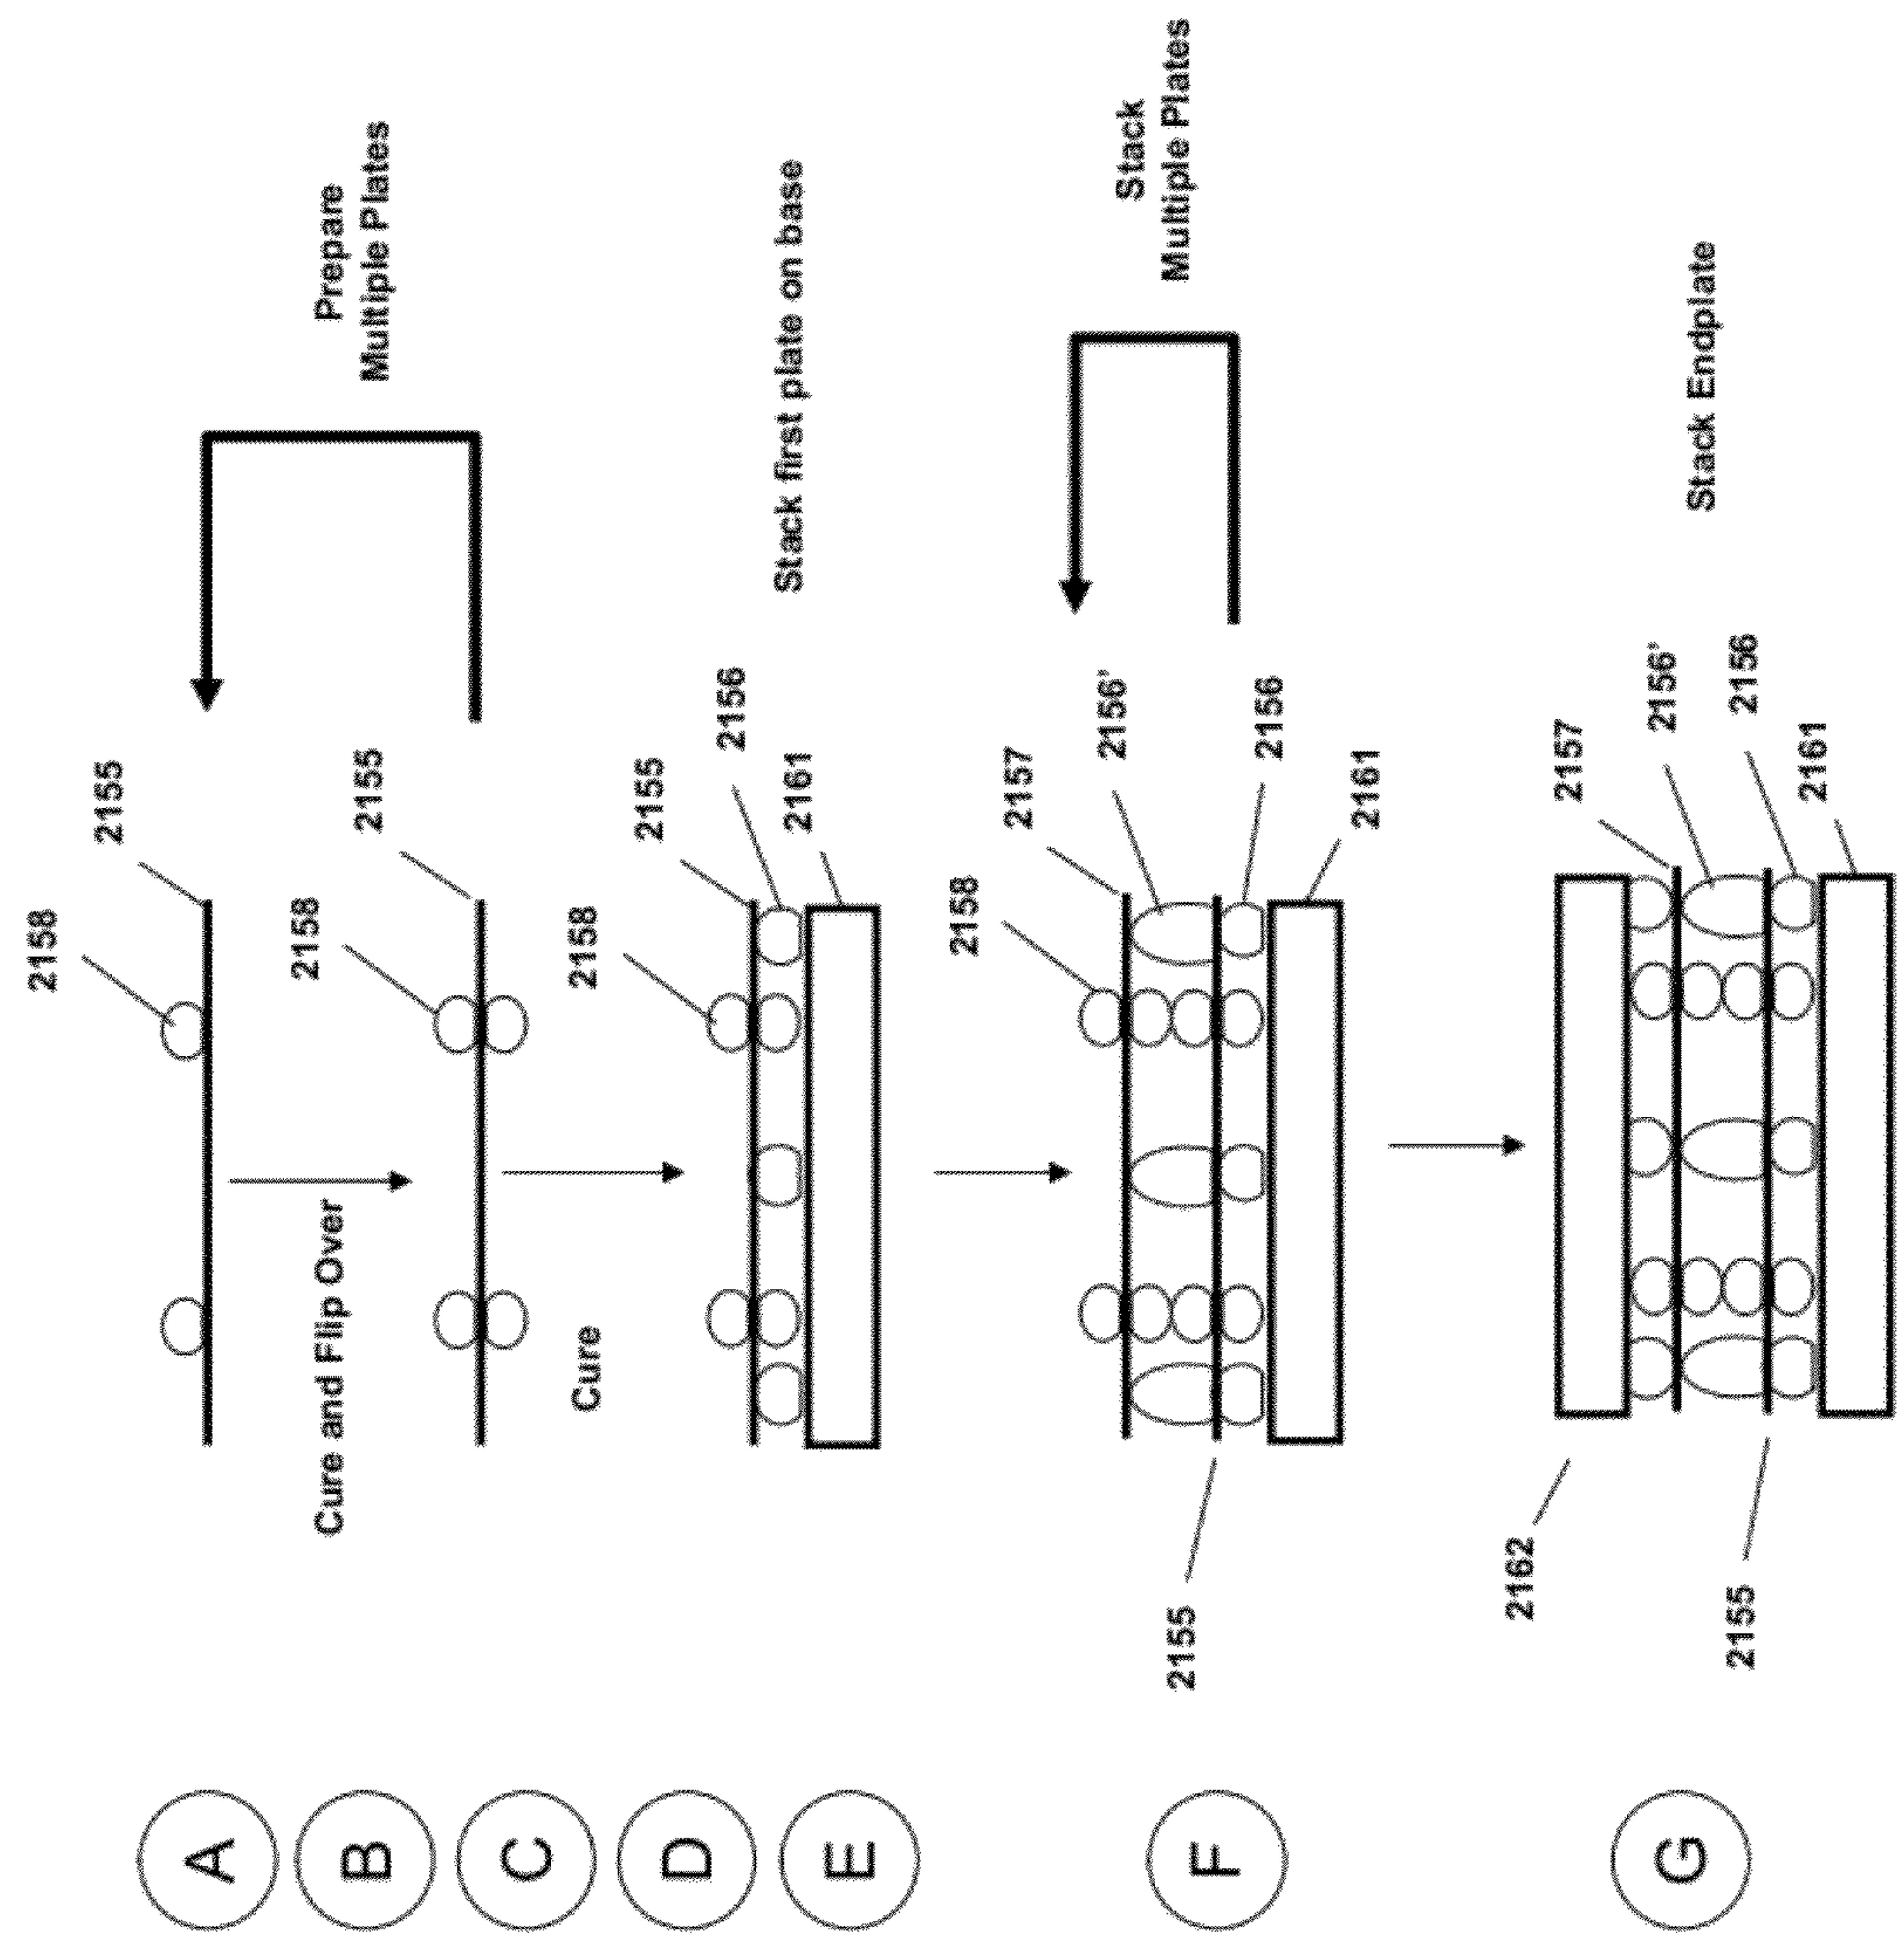 A
2158
2155
Prepare
Multiple Plates
B
Cure and Flip Over
C
2158
2155
D
Cure
E
2158
2155
2156
2161
Stack first plate on base
F
2155
2158
2157
2156'
2156
2161
Stack
Multiple Plates
G
2162
2155
2157
2156'
2156
2161
Stack Endplate